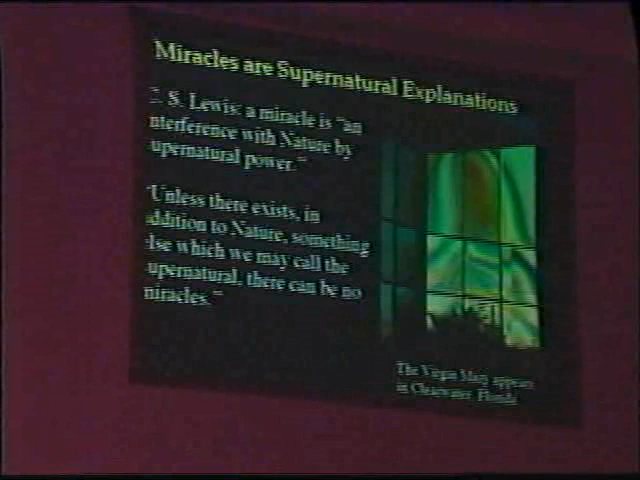 Miracles are Supernatural Explanations
. S. Lewis: a miracle is "an
nterference with Nature by
upernatural power."
"Unless there exists, in
addition to Nature, something
lse which we may call the
upernatural, there can be no
miracles."
The Virgin Mary appears
in Clearwater, Florida